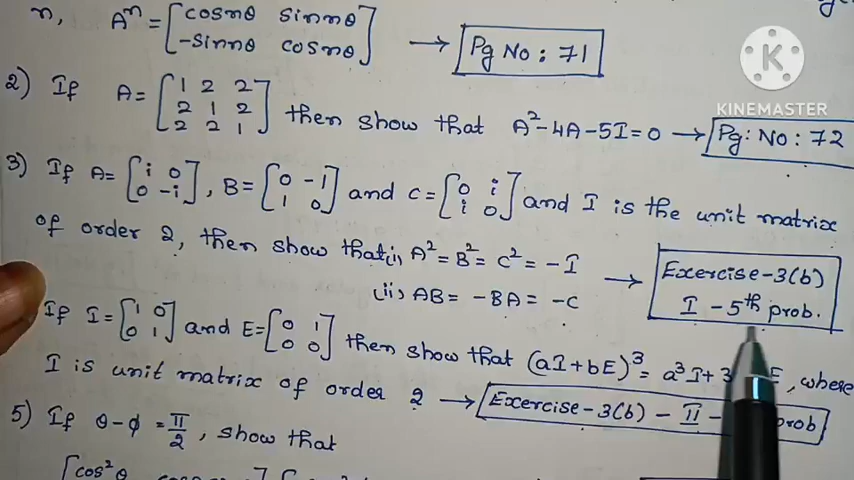 n, Aⁿ = [cosnθ sinnθ
-sinnθ cosnθ] → Pg No : 71
KINEMASTER
2) If A = [1 2 2
2 1 2
2 2 1] then show that A²-4A-5I=0 → Pg: No: 72
3) If A = [i 0
0 -i], B = [0 -1
1 0] and C = [0 i
i 0] and I is the unit matrix
of order 2, then show that (i) A² = B² = C² = -I → Exercise-3(b)
(ii) AB = -BA = -C I - 5th prob.
If I = [1 0
0 1] and E = [0 1
0 0] then show that (aI+bE)³ = a³I+3 E, where
I is unit matrix of order 2 → Exercise-3(b) - II - prob
5) If θ-ϕ = π/2, show that
[cos²θ